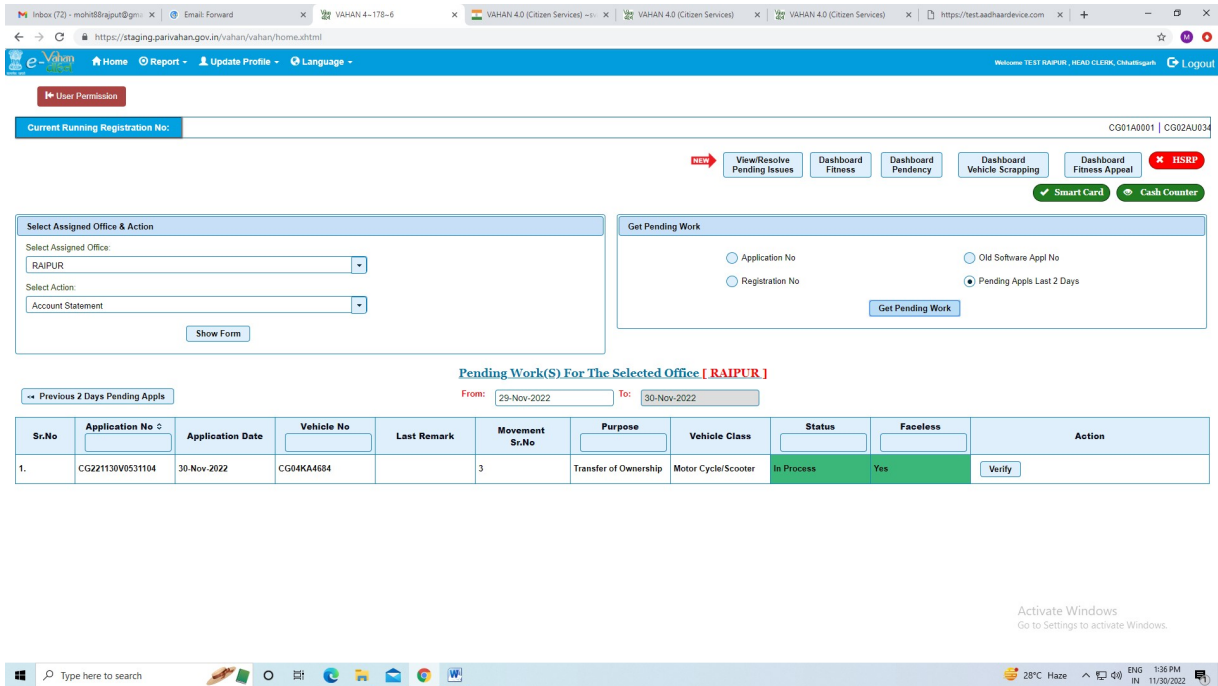 Inbox (72) - mohit88rajput@gma
Email: Forward
VAHAN 4~178~6
VAHAN 4.0 (Citizen Services) ~
VAHAN 4.0 (Citizen Services)
VAHAN 4.0 (Citizen Services)
https://test.aadhaardevice.com
https://staging.parivahan.gov.in/vahan/vahan/home.xhtml
M
e-Vahan Home Report Update Profile Language
Welcome TEST RAIPUR , HEAD CLERK, Chhattisgarh Logout
User Permission
Current Running Registration No: CG01A0001 | CG02AU034
NEW
View/Resolve Pending Issues
Dashboard Fitness
Dashboard Pendency
Dashboard Vehicle Scrapping
Dashboard Fitness Appeal
HSRP
Smart Card Cash Counter
Select Assigned Office & Action
Select Assigned Office:
RAIPUR
Select Action:
Account Statement
Show Form
Get Pending Work
Application No Old Software Appl No
Registration No Pending Appls Last 2 Days
Get Pending Work
Pending Work(S) For The Selected Office [ RAIPUR ]
Previous 2 Days Pending Appls From: 29-Nov-2022 To: 30-Nov-2022
Sr.No Application No Application Date Vehicle No Last Remark Movement Sr.No Purpose Vehicle Class Status Faceless Action
1. CG221130V0531104 30-Nov-2022 CG04KA4684 3 Transfer of Ownership Motor Cycle/Scooter In Process Yes Verify
Activate Windows
Go to Settings to activate Windows.
Type here to search
28°C Haze
ENG
IN
1:36 PM
11/30/2022